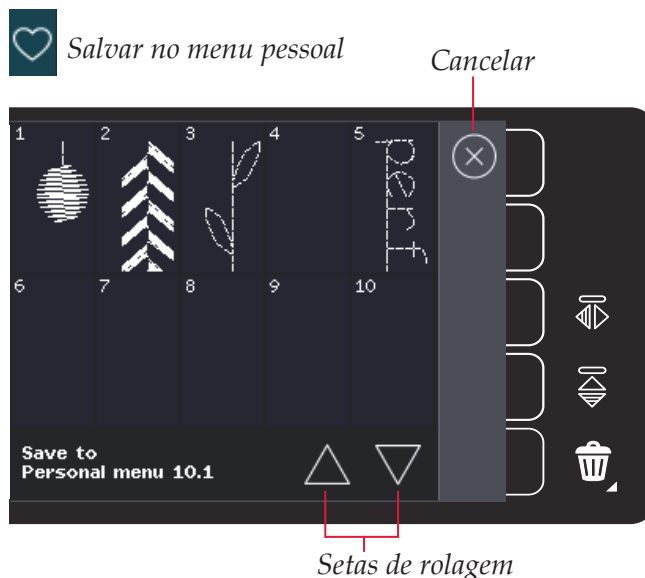 Salvar no menu pessoal
Cancelar
1 2 3 4 5
perf
6 7 8 9 10
Save to
Personal menu 10.1
Setas de rolagem